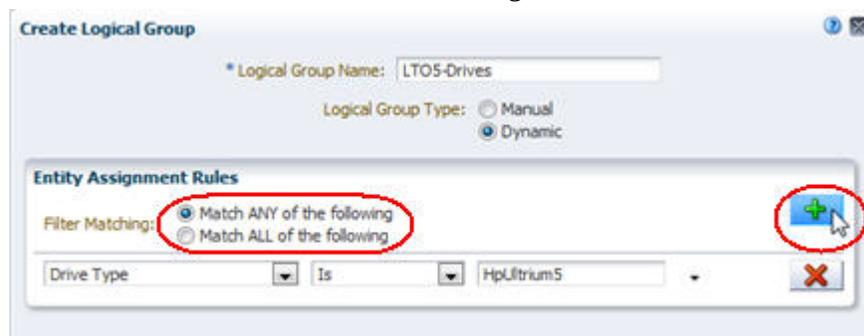 Create Logical Group
* Logical Group Name: LTO5-Drives
Logical Group Type: Manual
Dynamic
Entity Assignment Rules
Filter Matching: Match ANY of the following
Match ALL of the following
Drive Type Is HpUltrium5